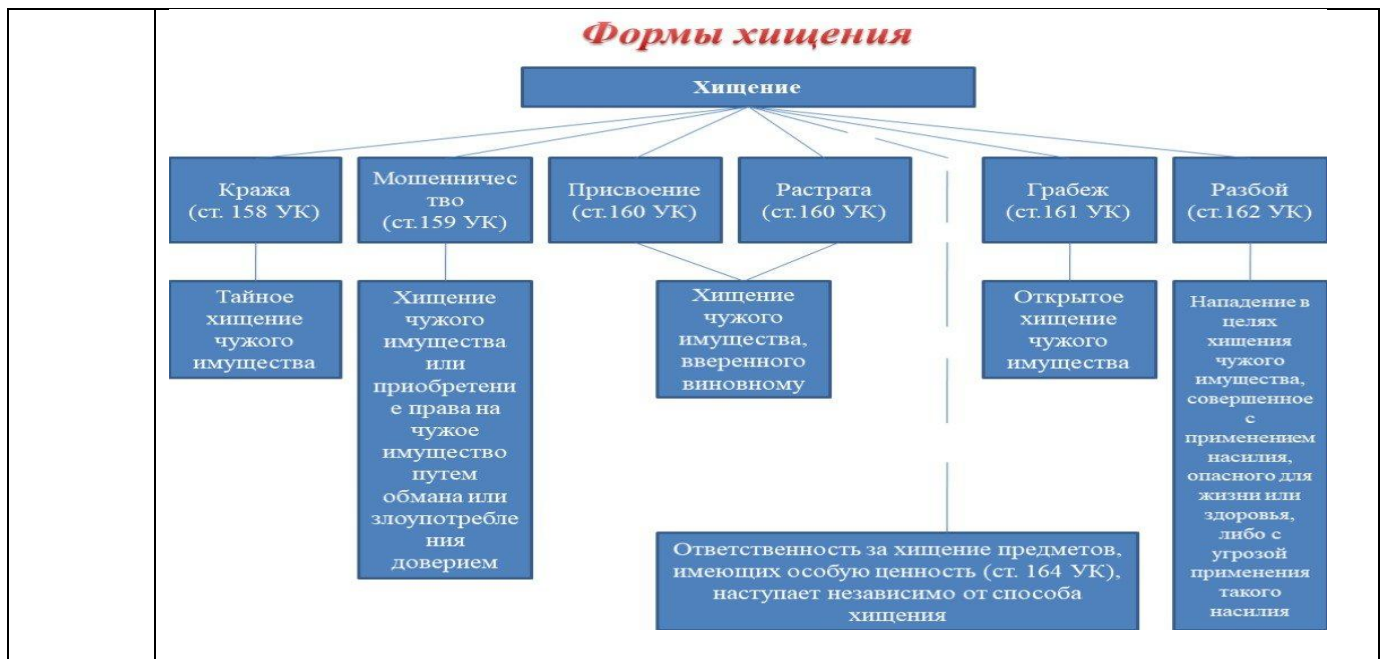 Формы хищения
Хищение
Кража
(ст. 158 УК)
Мошенничес
тво
(ст.159 УК)
Присвоение
(ст.160 УК)
Растрата
(ст.160 УК)
Грабеж
(ст.161 УК)
Разбой
(ст.162 УК)
Тайное
хищение
чужого
имущества
Хищение
чужого
имущества
или
приобретени
е права на
чужое
имущество
путем
обмана или
злоупотребле
ния
доверием
Хищение
чужого
имущества,
вверенного
виновному
Открытое
хищение
чужого
имущества
Нападение в
целях
хищения
чужого
имущества,
совершенное
с
применением
насилия,
опасного для
жизни или
здоровья,
либо с
угрозой
применения
такого
насилия
Ответственность за хищение предметов,
имеющих особую ценность (ст. 164 УК),
наступает независимо от способа
хищения